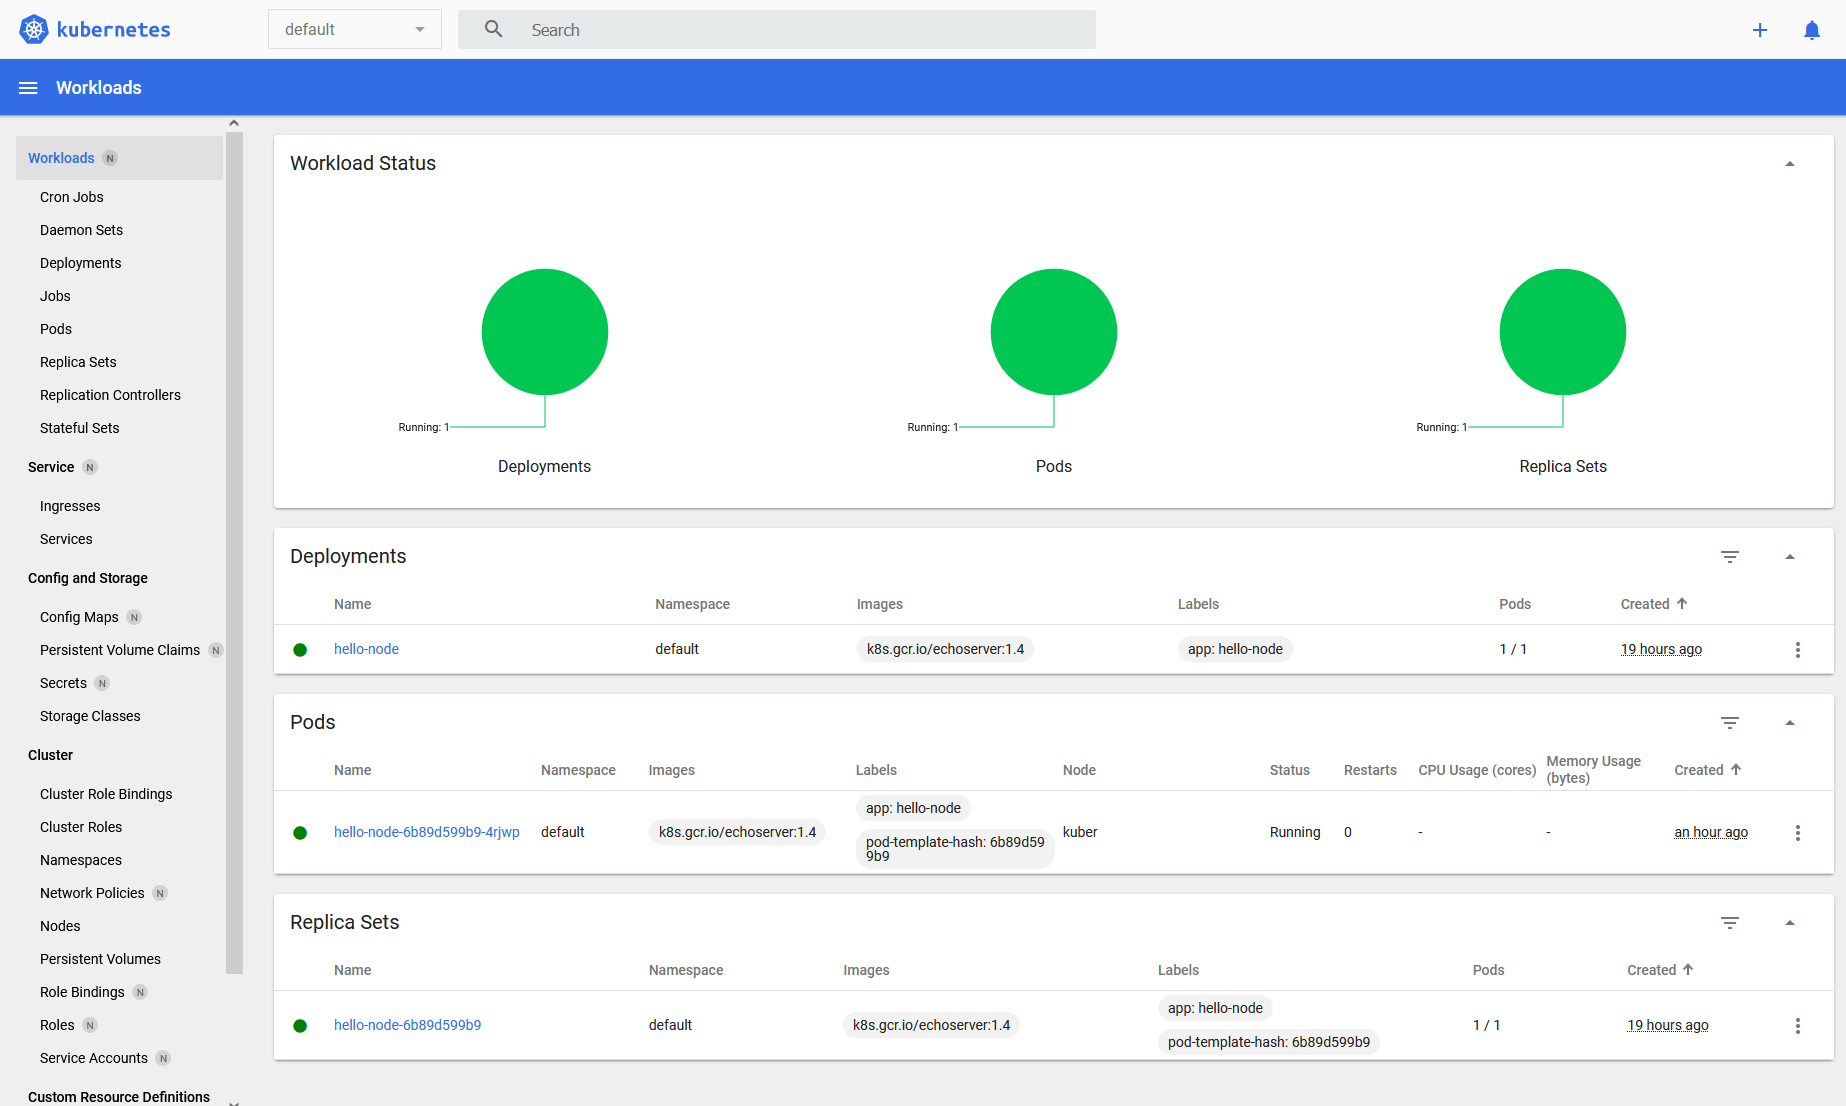 kubernetes
default
Search
Workloads
Workloads N
Cron Jobs
Daemon Sets
Deployments
Jobs
Pods
Replica Sets
Replication Controllers
Stateful Sets
Service N
Ingresses
Services
Config and Storage
Config Maps N
Persistent Volume Claims N
Secrets N
Storage Classes
Cluster
Cluster Role Bindings
Cluster Roles
Namespaces
Network Policies N
Nodes
Persistent Volumes
Role Bindings N
Roles N
Service Accounts N
Custom Resource Definitions
Workload Status
Running: 1 Running: 1 Running: 1
Deployments Pods Replica Sets
Deployments
Name Namespace Images Labels Pods Created
hello-node default k8s.gcr.io/echoserver:1.4 app: hello-node 1 / 1 19 hours ago
Pods
Name Namespace Images Labels Node Status Restarts CPU Usage (cores) Memory Usage
(bytes) Created
app: hello-node
hello-node-6b89d599b9-4rjwp default k8s.gcr.io/echoserver:1.4 kuber Running 0 - - an hour ago
pod-template-hash: 6b89d59
9b9
Replica Sets
Name Namespace Images Labels Pods Created
app: hello-node
hello-node-6b89d599b9 default k8s.gcr.io/echoserver:1.4 1 / 1 19 hours ago
pod-template-hash: 6b89d599b9